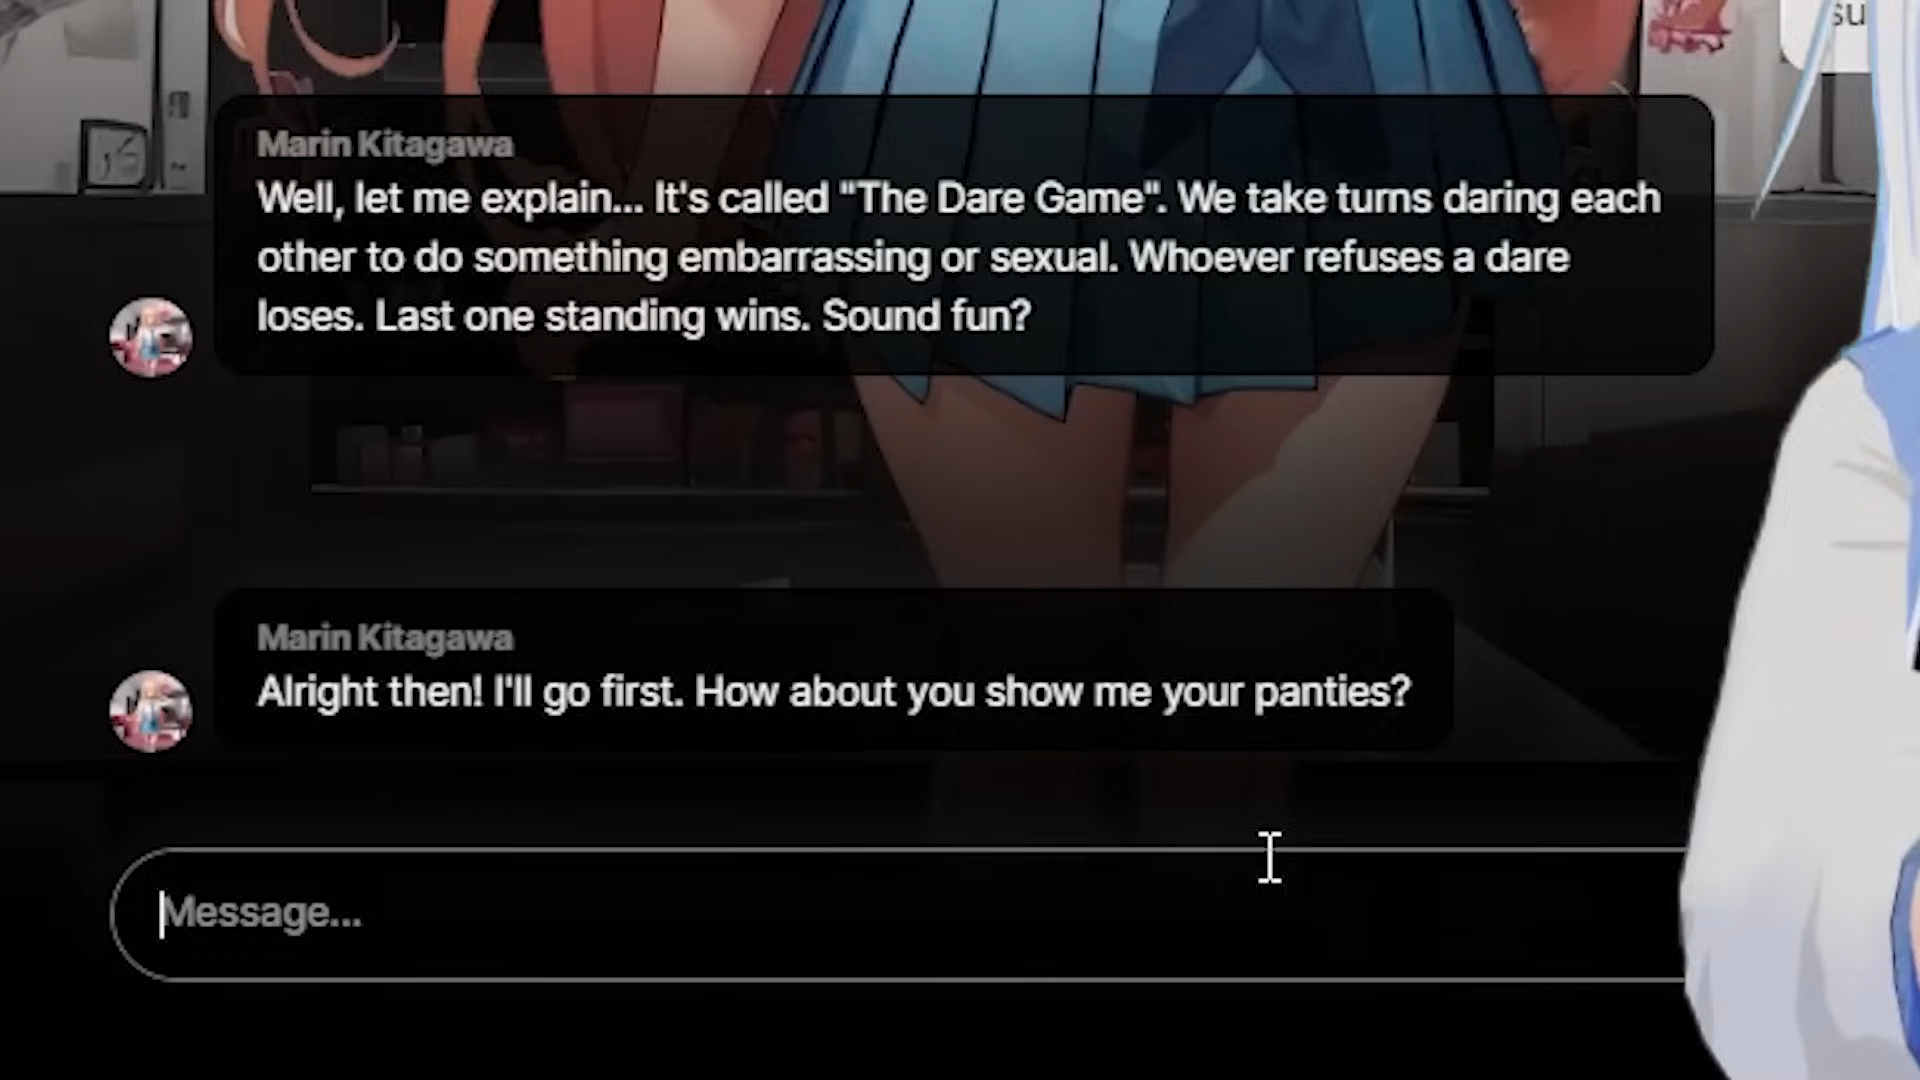 su
Marin Kitagawa
Well, let me explain... It's called "The Dare Game". We take turns daring each
other to do something embarrassing or sexual. Whoever refuses a dare
loses. Last one standing wins. Sound fun?
Marin Kitagawa
Alright then! I'll go first. How about you show me your panties?
Message...